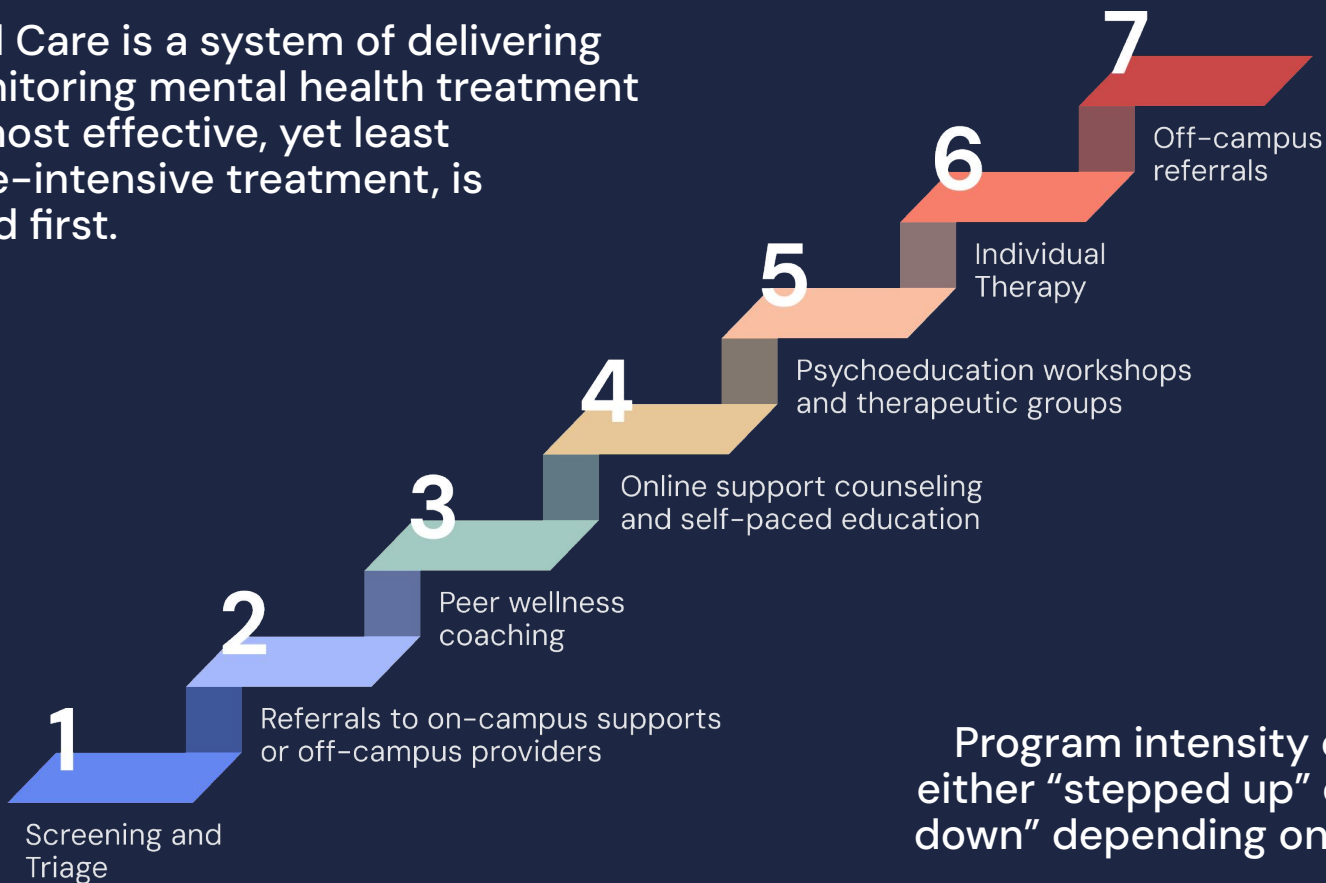 Care is a system of delivering
mental health treatment
effective, yet least
treatment, is
first.
7
Off-campus
referrals
6
Individual
Therapy
5
Psychoeducation workshops
and therapeutic groups
4
Online support counseling
and self-paced education
3
Peer wellness
coaching
2
Referrals to on-campus supports
or off-campus providers
1
Screening and
Triage
Program intensity
either “stepped up”
down” depending on